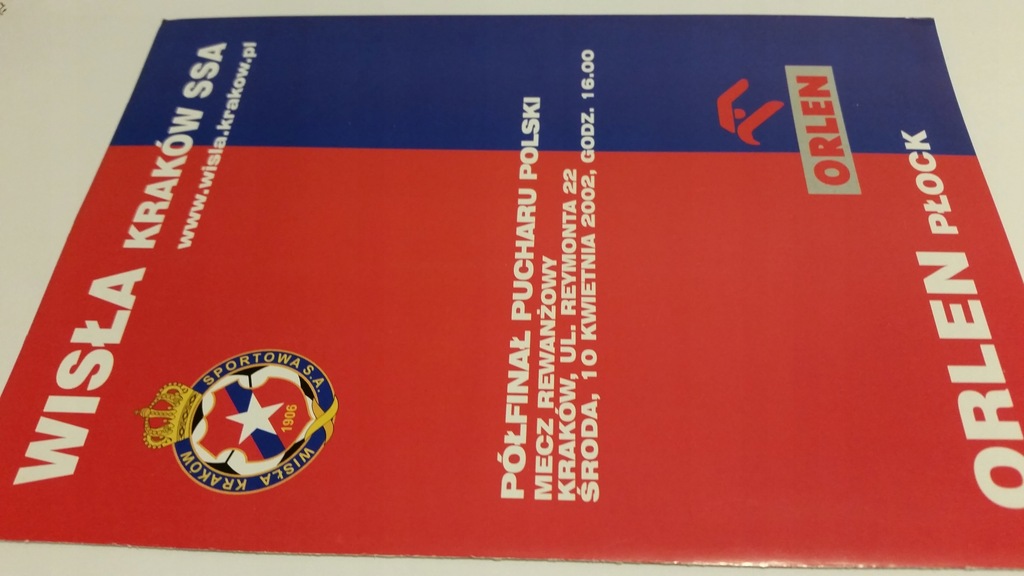 WISŁA KRAKÓW SSA
www.wisla.krakow.pl
SPORTOWA S.A.
WISŁA KRAKÓW
1906
PÓŁFINAŁ PUCHARU POLSKI
MECZ REWANŻOWY
KRAKÓW, UL. REYMONTA 22
ŚRODA, 10 KWIETNIA 2002, GODZ. 16.00
ORLEN
ORLEN PŁOCK